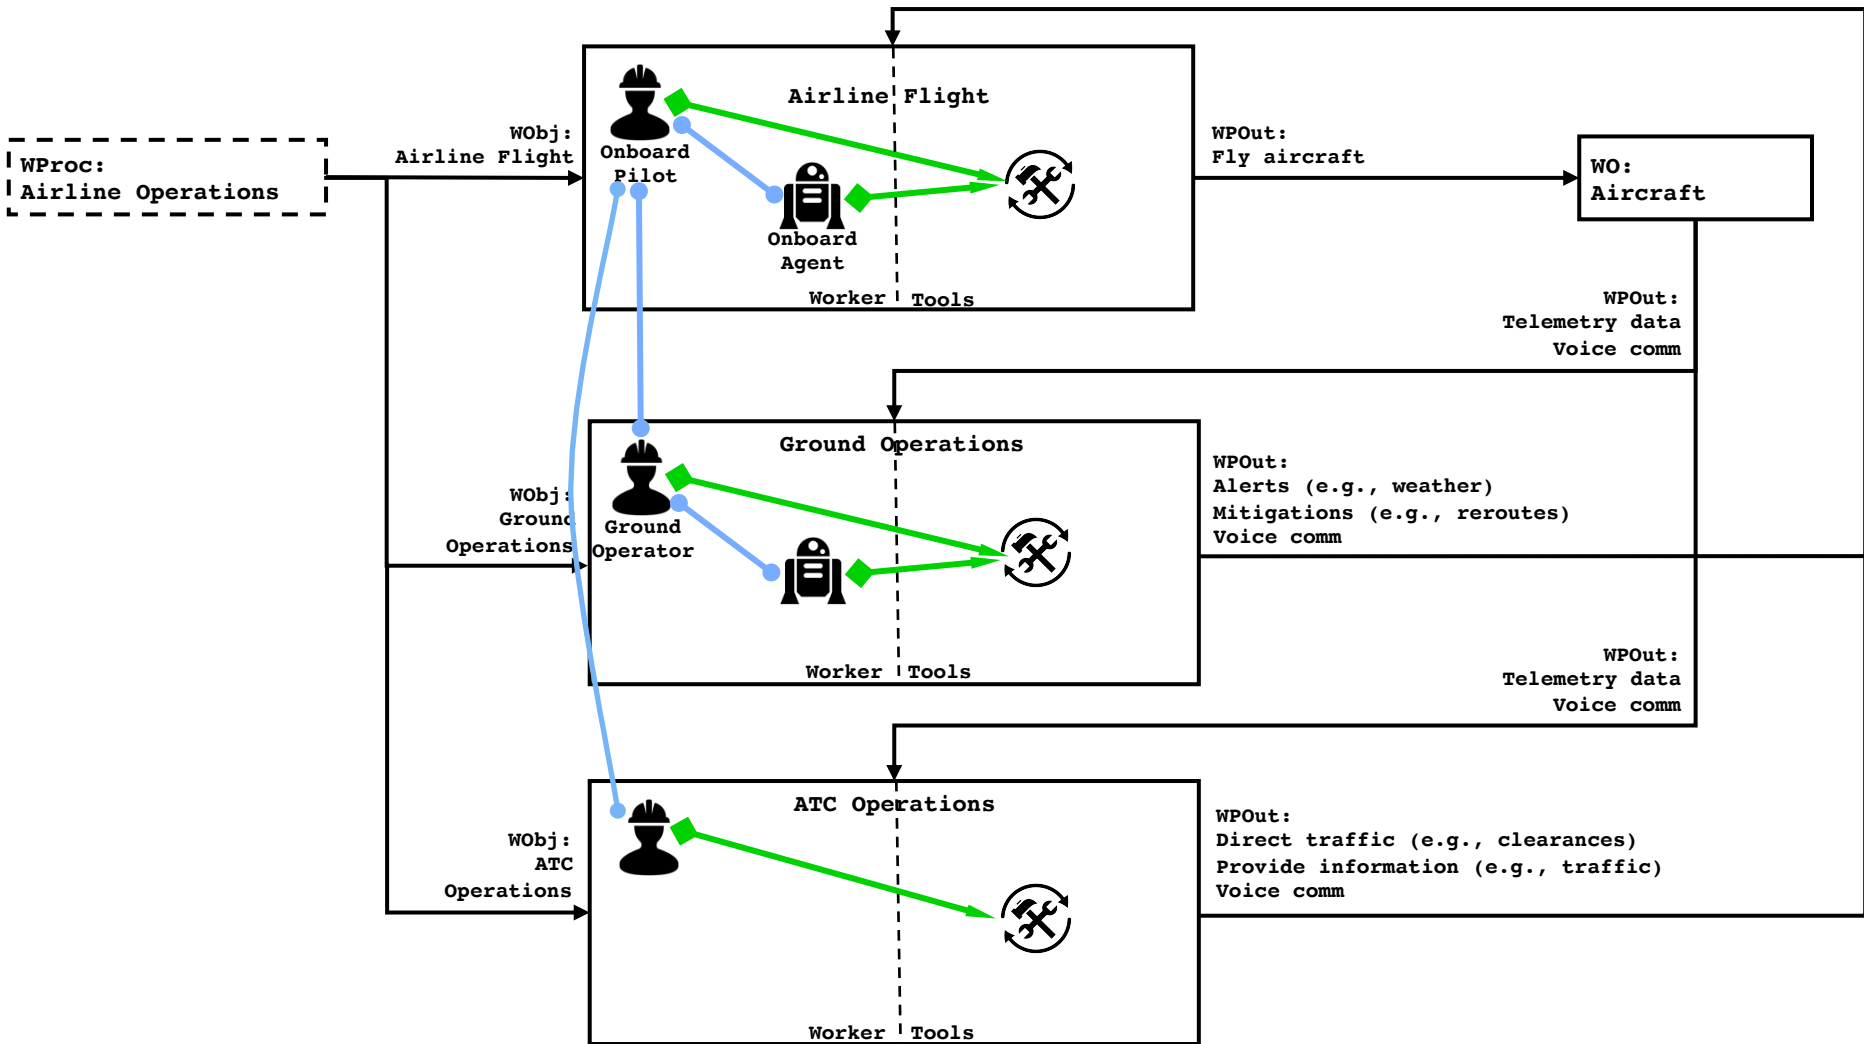 WProc:
Airline Operations
WObj:
Airline Flight
Airline Flight
Onboard
Pilot
Onboard
Agent
Worker
Tools
WPOut:
Fly aircraft
WO:
Aircraft
WPOut:
Telemetry data
Voice comm
WObj:
Ground
Operations
Ground Operations
Ground
Operator
Worker
Tools
WPOut:
Alerts (e.g., weather)
Mitigations (e.g., reroutes)
Voice comm
WPOut:
Telemetry data
Voice comm
WObj:
ATC
Operations
ATC Operations
Worker
Tools
WPOut:
Direct traffic (e.g., clearances)
Provide information (e.g., traffic)
Voice comm